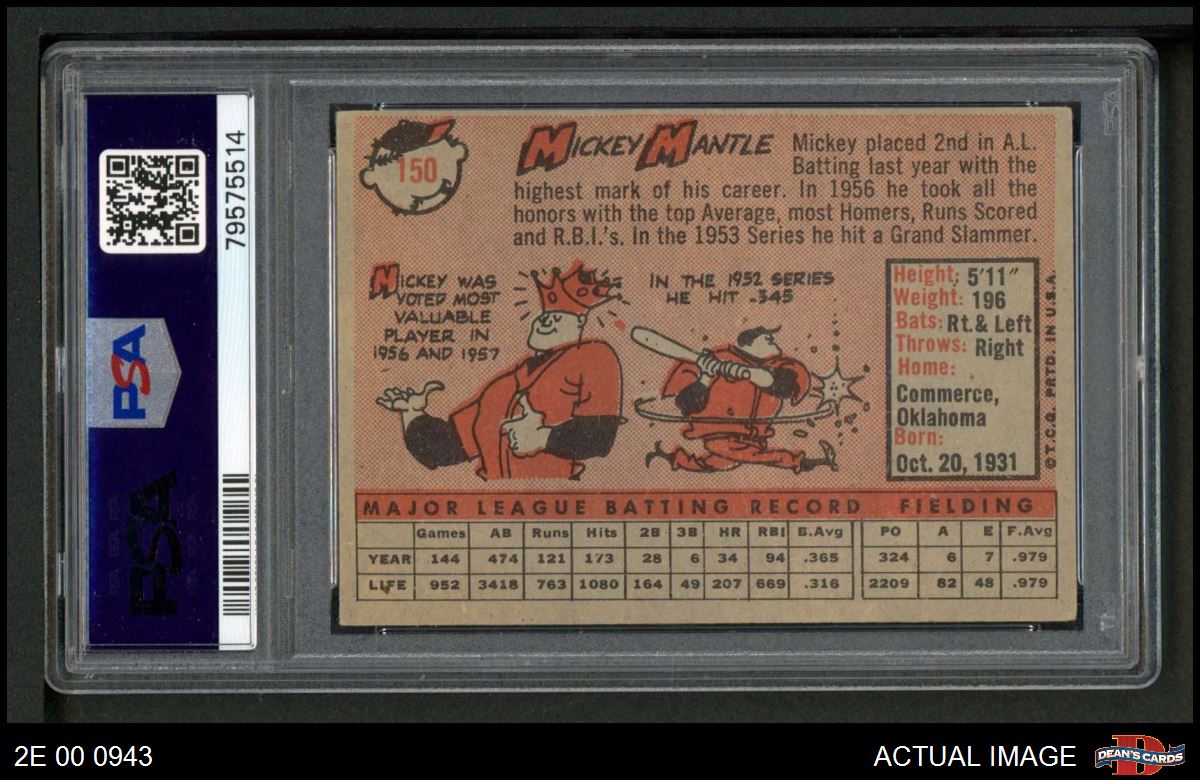 79575514
PSA
PSA
150
MICKEY MANTLE
Mickey placed 2nd in A.L.
Batting last year with the
highest mark of his career. In 1956 he took all the
honors with the top Average, most Homers, Runs Scored
and R.B.I.'s. In the 1953 Series he hit a Grand Slammer.
MICKEY WAS
VOTED MOST
VALUABLE
PLAYER IN
1956 AND 1957
IN THE 1952 SERIES
HE HIT .345
Height: 5'11"
Weight: 196
Bats: Rt.& Left
Throws: Right
Home:
Commerce,
Oklahoma
Born:
Oct. 20, 1931
©T.C.G. PRTD. IN U.S.A.
MAJOR LEAGUE BATTING RECORD FIELDING
Games AB Runs Hits 2B 3B HR RBI B.Avg PO A E F.Avg
YEAR 144 474 121 173 28 6 34 94 .365 324 6 7 .979
LIFE 952 3418 763 1080 164 49 207 669 .316 2209 82 48 .979
2E 00 0943
ACTUAL IMAGE
D
DEAN'S CARDS